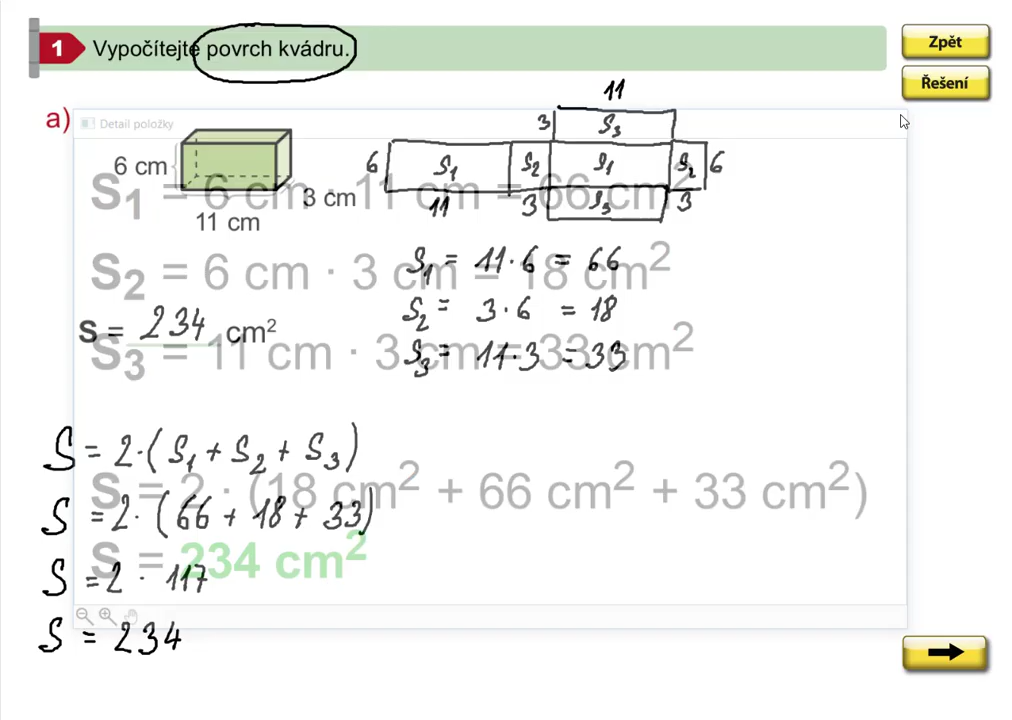 1 Vypočítejte povrch kvádru.
Zpět
Řešení
a)
Detail položky
11
3 S3
6 S1 S2 S1 S2 6
11 3 S3 3
6 cm
3 cm
11 cm
S1 = 6 cm · 11 cm = 66 cm2
S1 = 11·6 = 66
S2 = 6 cm · 3 cm = 18 cm2
S2 = 3·6 = 18
S = 234 cm2
S3 = 11 cm · 3 cm = 33 cm2
S3 = 11·3 = 33
S = 2·(S1 + S2 + S3)
S = 2 · (18 cm2 + 66 cm2 + 33 cm2)
S = 2·(66 + 18 + 33)
S = 234 cm2
S = 2 · 117
S = 234